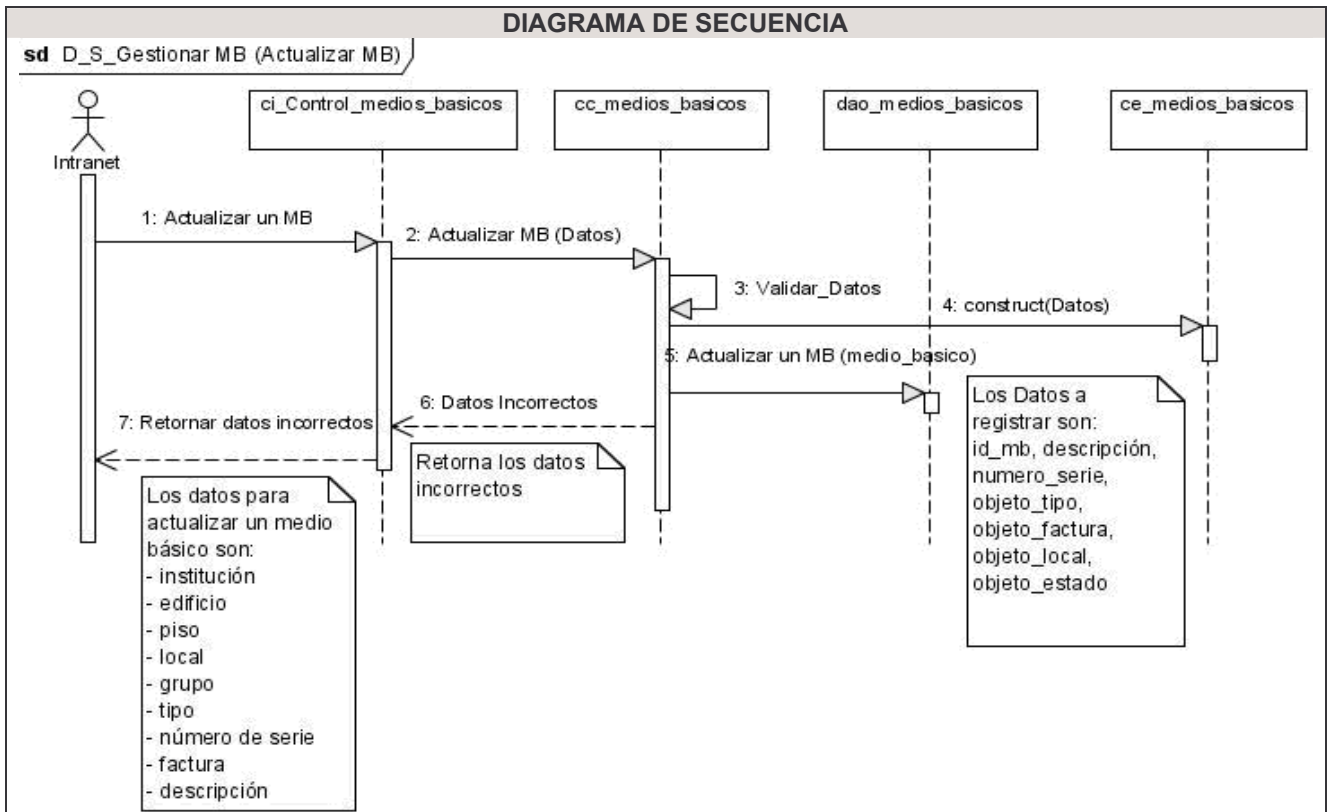 DIAGRAMA DE SECUENCIA
sd D_S_Gestionar MB (Actualizar MB)
Intranet
ci_Control_medios_basicos
cc_medios_basicos
dao_medios_basicos
ce_medios_basicos
1: Actualizar un MB
2: Actualizar MB (Datos)
3: Validar_Datos
4: construct(Datos)
5: Actualizar un MB (medio_basico)
6: Datos Incorrectos
7: Retornar datos incorrectos
Retorna los datos
incorrectos
Los Datos a
registrar son:
id_mb, descripción,
numero_serie,
objeto_tipo,
objeto_factura,
objeto_local,
objeto_estado
Los datos para
actualizar un medio
básico son:
- institución
- edificio
- piso
- local
- grupo
- tipo
- número de serie
- factura
- descripción